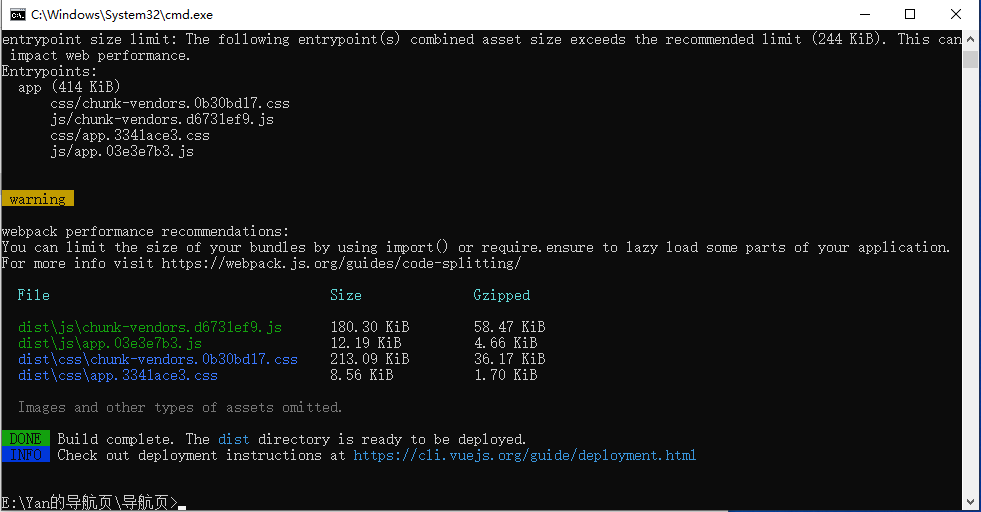 C:\Windows\System32\cmd.exe
entrypoint size limit: The following entrypoint(s) combined asset size exceeds the recommended limit (244 KiB). This can
impact web performance.
Entrypoints:
app (414 KiB)
css/chunk-vendors.0b30bd17.css
js/chunk-vendors.d6731ef9.js
css/app.3341ace3.css
js/app.03e3e7b3.js
warning
webpack performance recommendations:
You can limit the size of your bundles by using import() or require.ensure to lazy load some parts of your application.
For more info visit https://webpack.js.org/guides/code-splitting/
File Size Gzipped
dist\js\chunk-vendors.d6731ef9.js 180.30 KiB 58.47 KiB
dist\js\app.03e3e7b3.js 12.19 KiB 4.66 KiB
dist\css\chunk-vendors.0b30bd17.css 213.09 KiB 36.17 KiB
dist\css\app.3341ace3.css 8.56 KiB 1.70 KiB
Images and other types of assets omitted.
DONE Build complete. The dist directory is ready to be deployed.
INFO Check out deployment instructions at https://cli.vuejs.org/guide/deployment.html
E:\Yan的导航页\导航页>